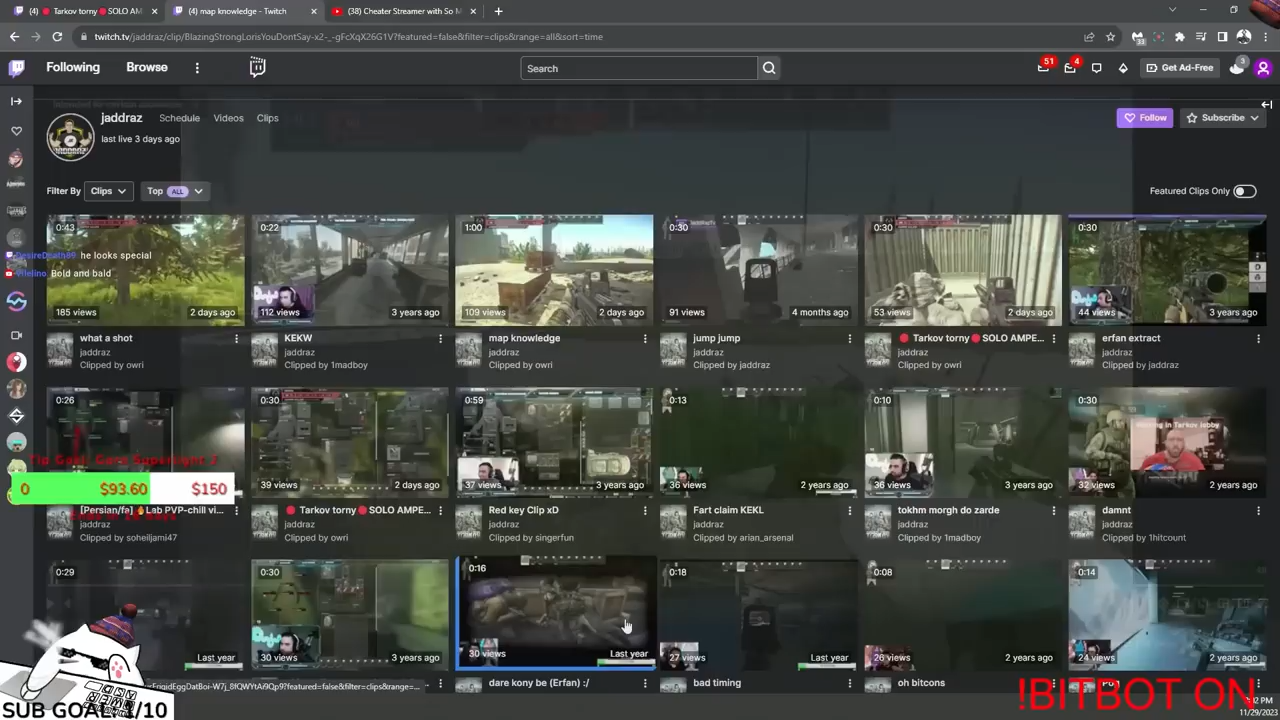 (4) 🔴 Tarkov torny 🔴 SOLO AM
(4) map knowledge - Twitch
(38) Cheater Streamer with So M
twitch.tv/jaddraz/clip/BlazingStrongLorisYouDontSay-x2-_-gFcXqX26G1V?featured=false&filter=clips&range=all&sort=time
33
Following
Browse
Search
51
4
Get Ad-Free
3
jaddraz
Schedule
Videos
Clips
last live 3 days ago
Follow
Subscribe
Filter By
Clips
Top
ALL
Featured Clips Only
0:43
0:22
1:00
0:30
0:30
0:30
DesireDeath89 he looks special
Vilelino Bold and bald
185 views
2 days ago
112 views
3 years ago
109 views
2 days ago
91 views
4 months ago
53 views
2 days ago
44 views
3 years ago
what a shot
KEKW
map knowledge
jump jump
🔴 Tarkov torny 🔴 SOLO AMPE...
erfan extract
jaddraz
jaddraz
jaddraz
jaddraz
jaddraz
jaddraz
Clipped by owri
Clipped by 1madboy
Clipped by owri
Clipped by jaddraz
Clipped by owri
Clipped by jaddraz
0:26
0:30
0:59
0:13
0:10
0:30
Waiting in Tarkov lobby
0
$93.60
$150
39 views
2 days ago
37 views
3 years ago
36 views
2 years ago
36 views
3 years ago
32 views
2 years ago
[Persian/fa] 🔥Lab PVP-chill vi...
🔴 Tarkov torny 🔴 SOLO AMPE...
Red key Clip xD
Fart claim KEKL
tokhm morgh do zarde
damnt
jaddraz
jaddraz
jaddraz
jaddraz
jaddraz
jaddraz
Clipped by soheiljami47
Clipped by owri
Clipped by singerfun
Clipped by arian_arsenal
Clipped by 1madboy
Clipped by 1hitcount
0:29
0:30
0:16
0:18
0:08
0:14
Last year
30 views
3 years ago
30 views
Last year
27 views
Last year
26 views
2 years ago
24 views
2 years ago
dare kony be (Erfan) :/
bad timing
oh bitcons
SUB GOAL: 1/10
!BITBOT ON
11/29/2023